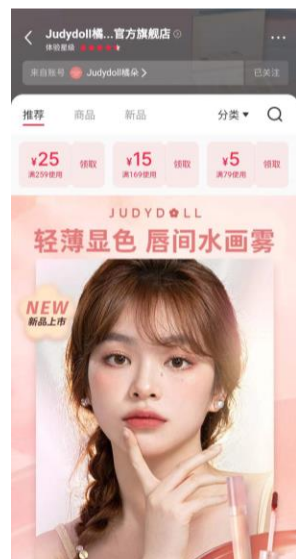 Judydoll橘...官方旗舰店
体验星级
来自账号 Judydoll橘朵 >
已关注
推荐 商品 新品 分类
¥25 领取 ¥15 领取 ¥5 领取
满259使用 满169使用 满79使用
JUDYDOLL
轻薄显色 唇间水画雾
NEW
新品上市